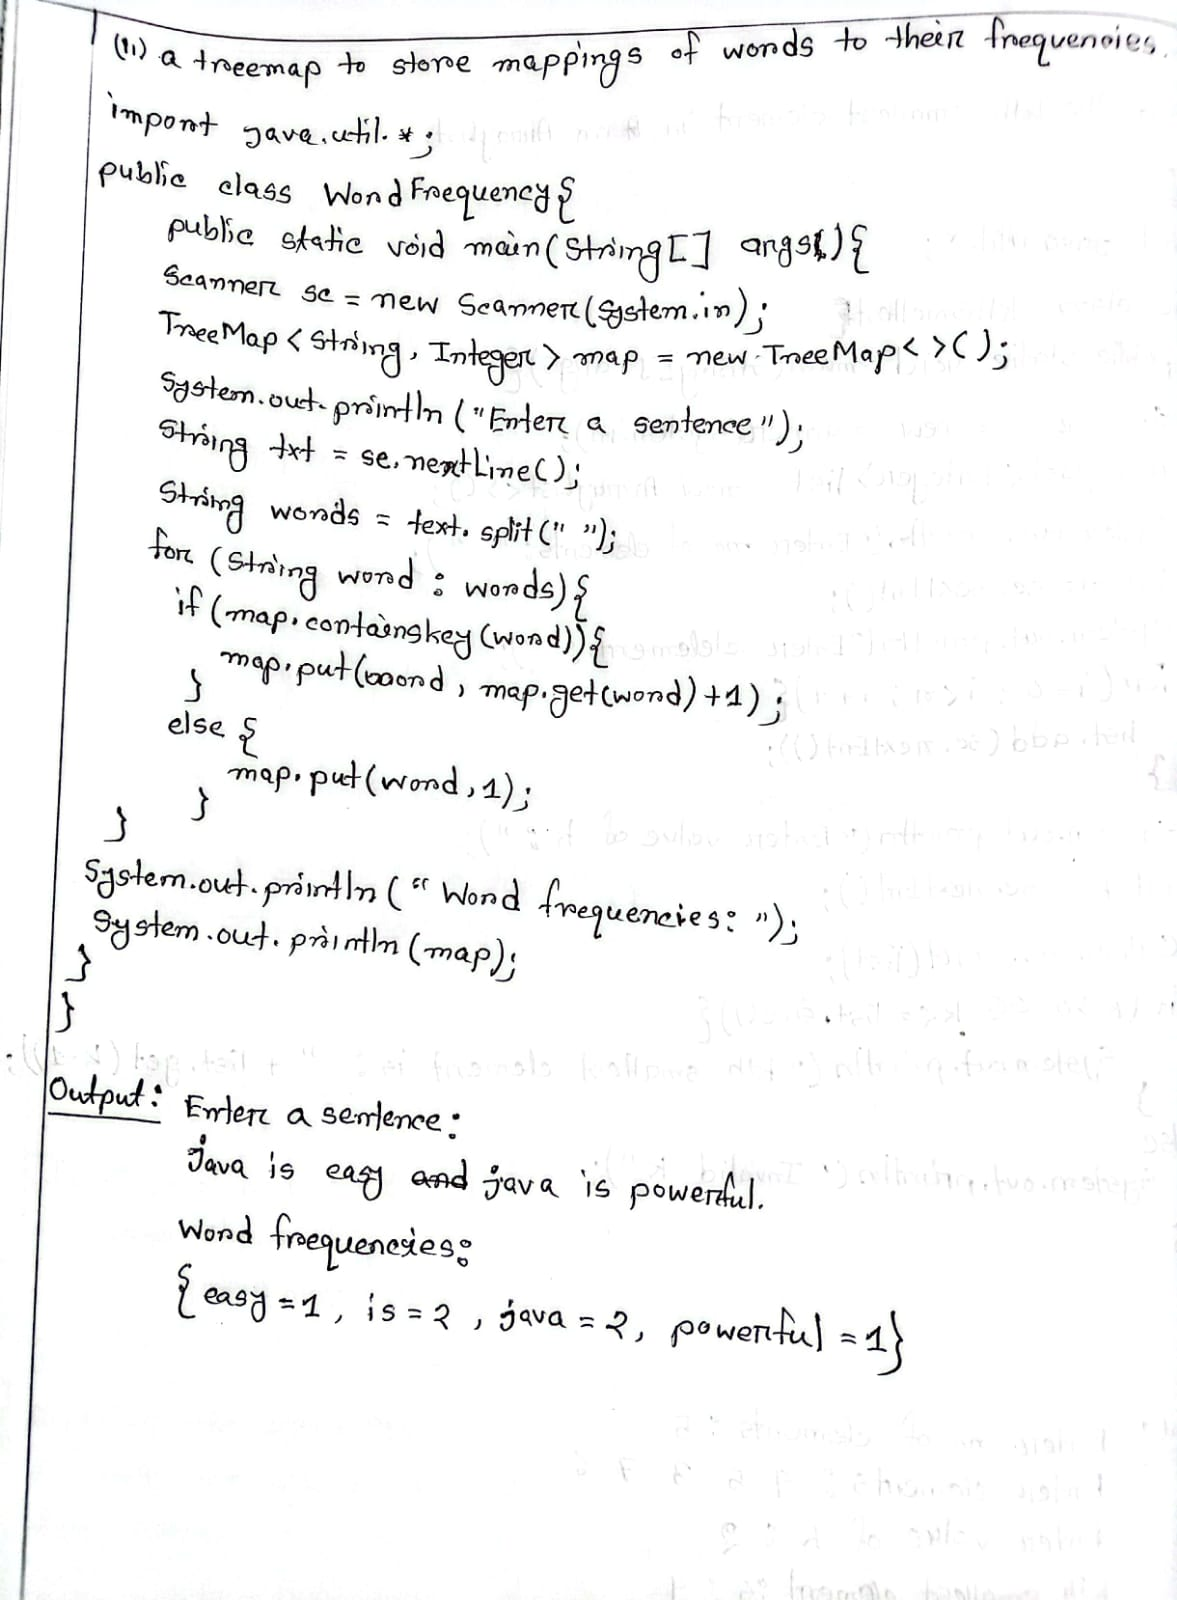 (ii) a treemap to store mappings of words to their frequencies.
import java.util.*;
public class WordFrequency{
public static void main(String[] args){
Scanner sc = new Scanner(System.in);
TreeMap<String, Integer> map = new TreeMap<>();
System.out.println("Enter a sentence");
String txt = sc.nextLine();
String words = text.split(" ");
for (String word : words){
if (map.containskey(word)){
map.put(word, map.get(word)+1);
}
else {
map.put(word,1);
}
}
System.out.println("Word frequencies: ");
System.out.println(map);
}
}
Output: Enter a sentence:
Java is easy and java is powerful.
Word frequencies:
{easy=1, is=2, java=2, powerful=1}